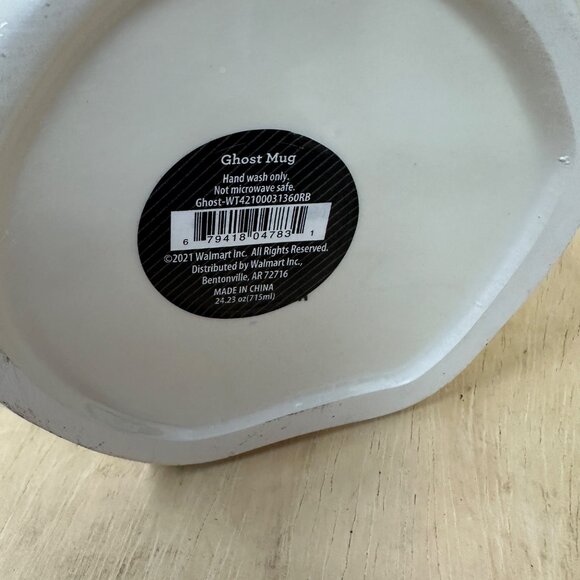 Ghost Mug
Hand wash only.
Not microwave safe.
Ghost-WT42100031360RB
6 79418 04783 1
©2021 Walmart Inc. All Rights Reserved.
Distributed by Walmart Inc.,
Bentonville, AR 72716
MADE IN CHINA
24.23 oz(715ml)